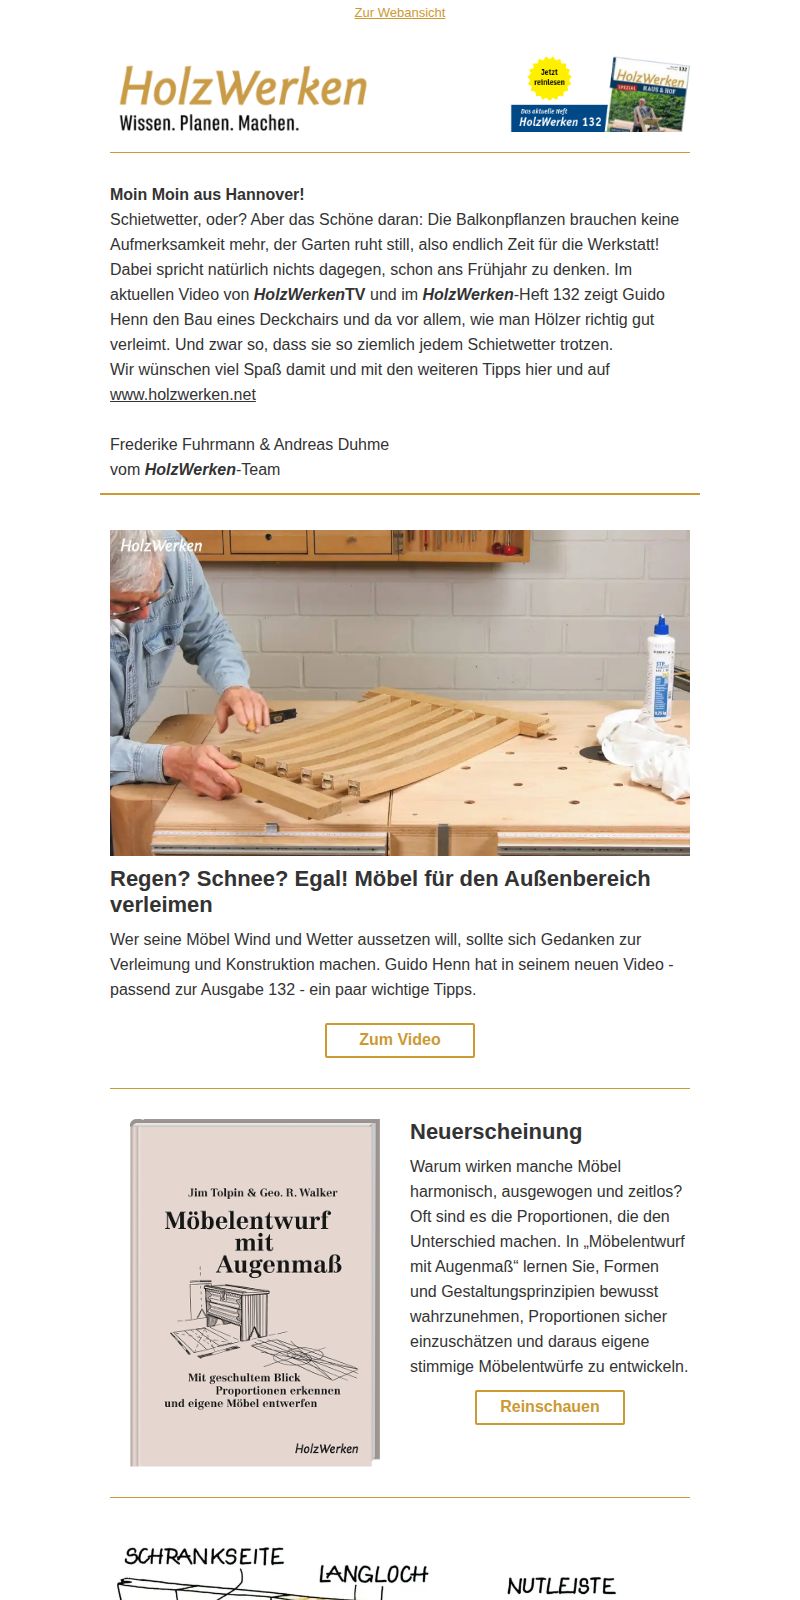 Zur Webansicht
HolzWerken
Wissen. Planen. Machen.
Jetzt
reinlesen
Das aktuelle Heft
HolzWerken 132
HolzWerken
SPEZIAL HAUS & HOF
Moin Moin aus Hannover!
Schietwetter, oder? Aber das Schöne daran: Die Balkonpflanzen brauchen keine
Aufmerksamkeit mehr, der Garten ruht still, also endlich Zeit für die Werkstatt!
Dabei spricht natürlich nichts dagegen, schon ans Frühjahr zu denken. Im
aktuellen Video von HolzWerkenTV und im HolzWerken-Heft 132 zeigt Guido
Henn den Bau eines Deckchairs und da vor allem, wie man Hölzer richtig gut
verleimt. Und zwar so, dass sie so ziemlich jedem Schietwetter trotzen.
Wir wünschen viel Spaß damit und mit den weiteren Tipps hier und auf
www.holzwerken.net
Frederike Fuhrmann & Andreas Duhme
vom HolzWerken-Team
HolzWerken
Regen? Schnee? Egal! Möbel für den Außenbereich
verleimen
Wer seine Möbel Wind und Wetter aussetzen will, sollte sich Gedanken zur
Verleimung und Konstruktion machen. Guido Henn hat in seinem neuen Video -
passend zur Ausgabe 132 - ein paar wichtige Tipps.
Zum Video
Jim Tolpin & Geo. R. Walker
Möbelentwurf
mit
Augenmaß
Mit geschultem Blick
Proportionen erkennen
und eigene Möbel entwerfen
HolzWerken
Neuerscheinung
Warum wirken manche Möbel
harmonisch, ausgewogen und zeitlos?
Oft sind es die Proportionen, die den
Unterschied machen. In „Möbelentwurf
mit Augenmaß“ lernen Sie, Formen
und Gestaltungsprinzipien bewusst
wahrzunehmen, Proportionen sicher
einzuschätzen und daraus eigene
stimmige Möbelentwürfe zu entwickeln.
Reinschauen
SCHRANKSEITE
LANGLOCH
NUTLEISTE